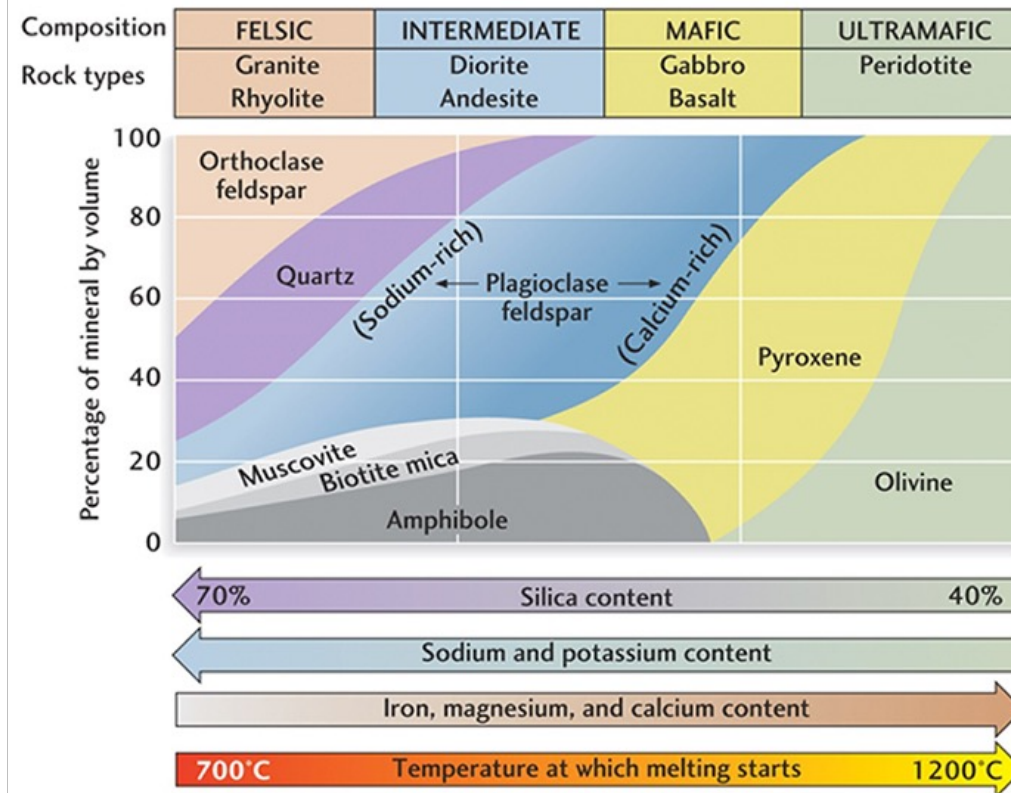 Composition FELSIC INTERMEDIATE MAFIC ULTRAMAFIC
Rock types Granite Diorite Gabbro Peridotite
Rhyolite Andesite Basalt
Percentage of mineral by volume
100
80
60
40
20
0
Orthoclase
feldspar
Quartz
(Sodium-rich)
Plagioclase
feldspar
(Calcium-rich)
Pyroxene
Muscovite
Biotite mica
Olivine
Amphibole
70% Silica content 40%
Sodium and potassium content
Iron, magnesium, and calcium content
700°C Temperature at which melting starts 1200°C